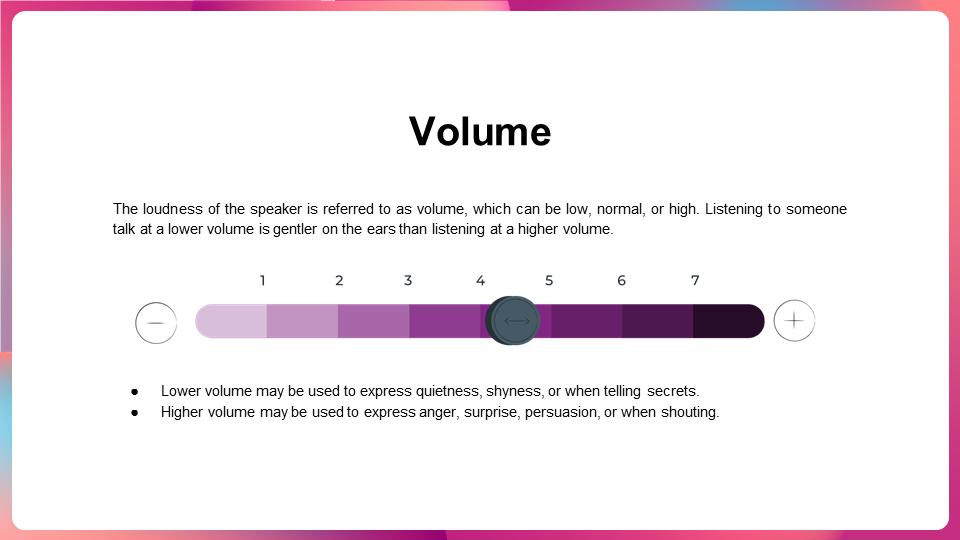 Volume
The loudness of the speaker is referred to as volume, which can be low, normal, or high. Listening to someone
talk at a lower volume is gentler on the ears than listening at a higher volume.
1 2 3 4 5 6 7
● Lower volume may be used to express quietness, shyness, or when telling secrets.
● Higher volume may be used to express anger, surprise, persuasion, or when shouting.